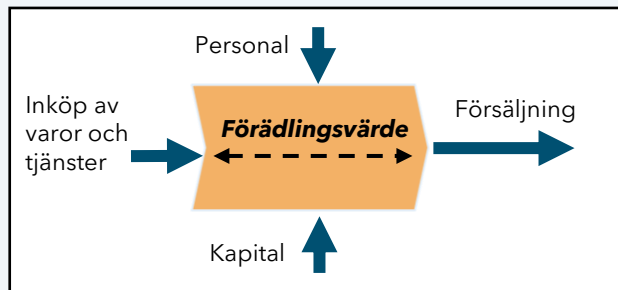 Personal
Inköp av
varor och
tjänster
Förädlingsvärde
Försäljning
Kapital